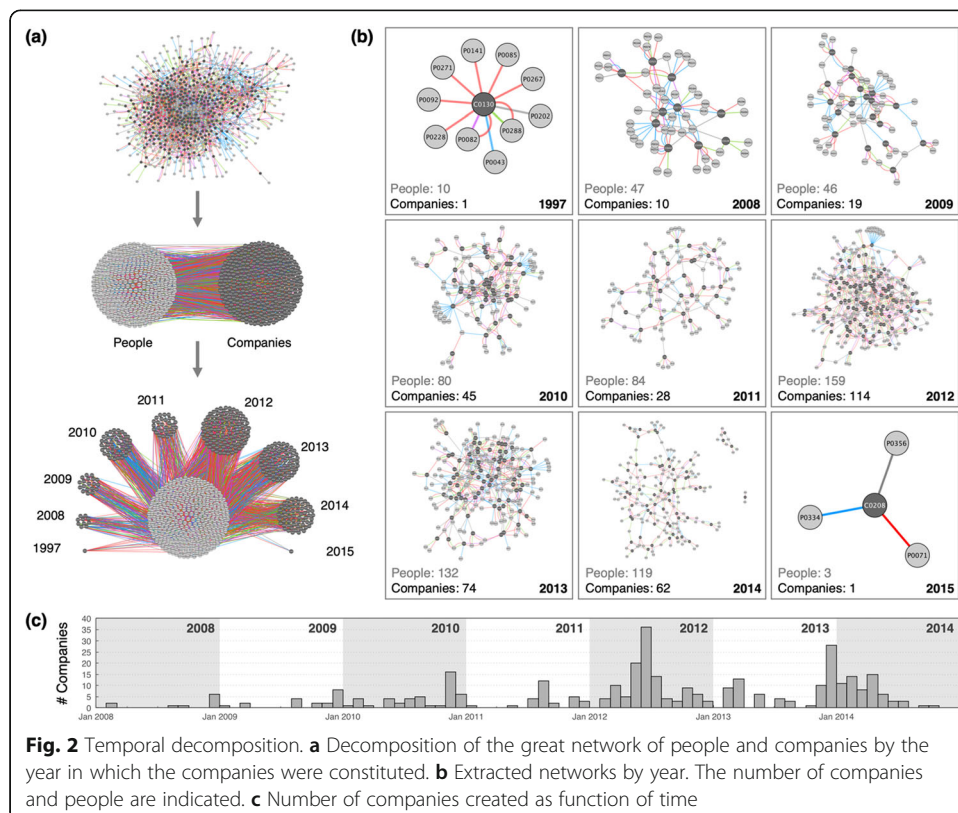 (a)
People
Companies
2012
2011
2010
2013
2009
2014
2008
1997
2015
(b)
P0141
P0085
P0271
P0267
P0092
C0130
P0202
P0228
P0082
P0288
P0043
People: 10
Companies: 1
1997
People: 47
Companies: 10
2008
People: 46
Companies: 19
2009
People: 80
Companies: 45
2010
People: 84
Companies: 28
2011
People: 159
Companies: 114
2012
People: 132
Companies: 74
2013
People: 119
Companies: 62
2014
P0356
C0208
P0334
P0071
People: 3
Companies: 1
2015
(c)
# Companies
40
35
30
25
20
15
10
5
0
2008
2009
2010
2011
2012
2013
2014
Jan 2008
Jan 2009
Jan 2010
Jan 2011
Jan 2012
Jan 2013
Jan 2014
Fig. 2 Temporal decomposition. a Decomposition of the great network of people and companies by the
year in which the companies were constituted. b Extracted networks by year. The number of companies
and people are indicated. c Number of companies created as function of time